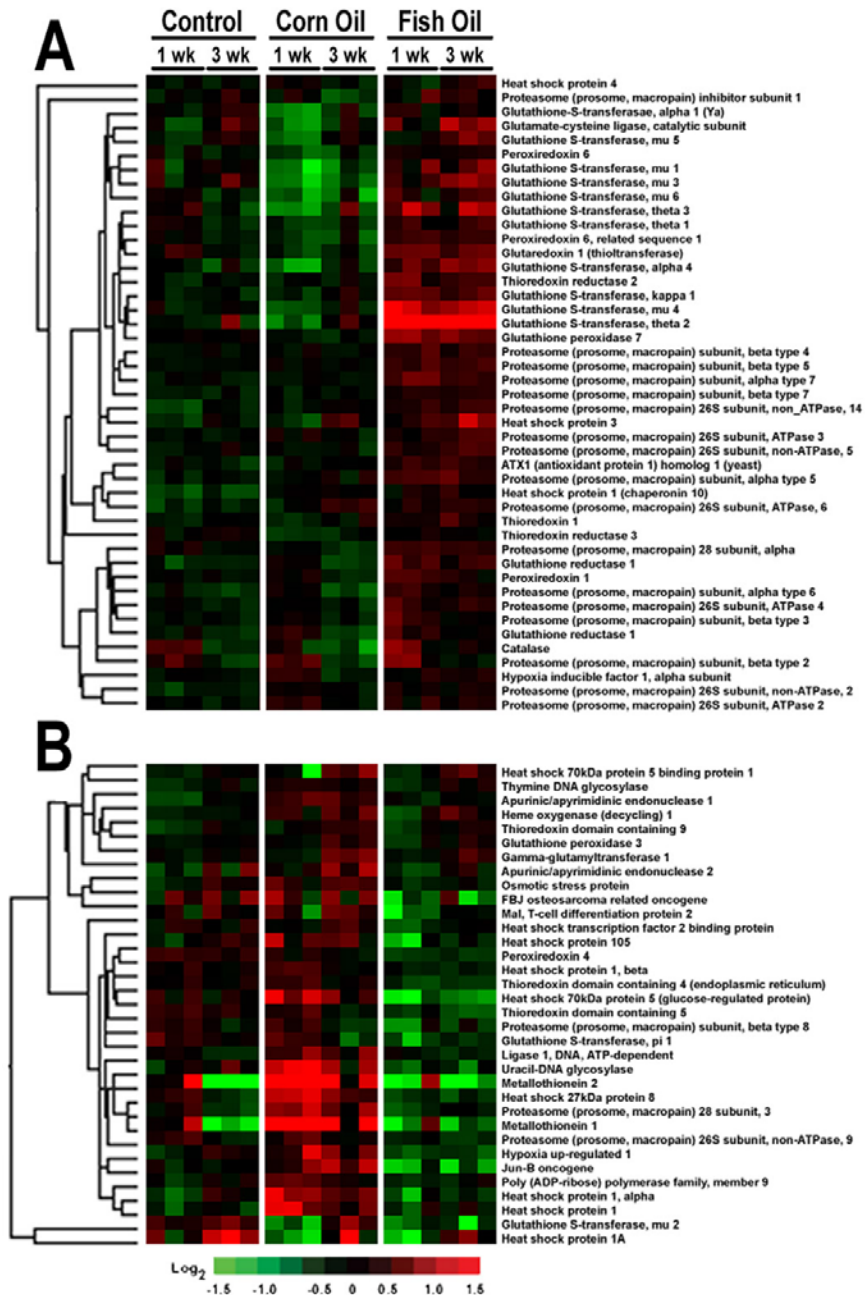 A
Control Corn Oil Fish Oil
1 wk 3 wk 1 wk 3 wk 1 wk 3 wk
Heat shock protein 4
Proteasome (prosome, macropain) inhibitor subunit 1
Glutathione-S-transferasae, alpha 1 (Ya)
Glutamate-cysteine ligase, catalytic subunit
Glutathione S-transferase, mu 5
Peroxiredoxin 6
Glutathione S-transferase, mu 1
Glutathione S-transferase, mu 3
Glutathione S-transferase, mu 6
Glutathione S-transferase, theta 3
Glutathione S-transferase, theta 1
Peroxiredoxin 6, related sequence 1
Glutaredoxin 1 (thioltransferase)
Glutathione S-transferase, alpha 4
Thioredoxin reductase 2
Glutathione S-transferase, kappa 1
Glutathione S-transferase, mu 4
Glutathione S-transferase, theta 2
Glutathione peroxidase 7
Proteasome (prosome, macropain) subunit, beta type 4
Proteasome (prosome, macropain) subunit, beta type 5
Proteasome (prosome, macropain) subunit, alpha type 7
Proteasome (prosome, macropain) subunit, beta type 7
Proteasome (prosome, macropain) 26S subunit, non_ATPase, 14
Heat shock protein 3
Proteasome (prosome, macropain) 26S subunit, ATPase 3
Proteasome (prosome, macropain) 26S subunit, non-ATPase, 5
ATX1 (antioxidant protein 1) homolog 1 (yeast)
Proteasome (prosome, macropain) subunit, alpha type 5
Heat shock protein 1 (chaperonin 10)
Proteasome (prosome, macropain) 26S subunit, ATPase, 6
Thioredoxin 1
Thioredoxin reductase 3
Proteasome (prosome, macropain) 28 subunit, alpha
Glutathione reductase 1
Peroxiredoxin 1
Proteasome (prosome, macropain) subunit, alpha type 6
Proteasome (prosome, macropain) 26S subunit, ATPase 4
Proteasome (prosome, macropain) subunit, beta type 3
Glutathione reductase 1
Catalase
Proteasome (prosome, macropain) subunit, beta type 2
Hypoxia inducible factor 1, alpha subunit
Proteasome (prosome, macropain) 26S subunit, non-ATPase, 2
Proteasome (prosome, macropain) 26S subunit, ATPase 2
B
Heat shock 70kDa protein 5 binding protein 1
Thymine DNA glycosylase
Apurinic/apyrimidinic endonuclease 1
Heme oxygenase (decycling) 1
Thioredoxin domain containing 9
Glutathione peroxidase 3
Gamma-glutamyltransferase 1
Apurinic/apyrimidinic endonuclease 2
Osmotic stress protein
FBJ osteosarcoma related oncogene
Mal, T-cell differentiation protein 2
Heat shock transcription factor 2 binding protein
Heat shock protein 105
Peroxiredoxin 4
Heat shock protein 1, beta
Thioredoxin domain containing 4 (endoplasmic reticulum)
Heat shock 70kDa protein 5 (glucose-regulated protein)
Thioredoxin domain containing 5
Proteasome (prosome, macropain) subunit, beta type 8
Glutathione S-transferase, pi 1
Ligase 1, DNA, ATP-dependent
Uracil-DNA glycosylase
Metallothionein 2
Heat shock 27kDa protein 8
Proteasome (prosome, macropain) 28 subunit, 3
Metallothionein 1
Proteasome (prosome, macropain) 26S subunit, non-ATPase, 9
Hypoxia up-regulated 1
Jun-B oncogene
Poly (ADP-ribose) polymerase family, member 9
Heat shock protein 1, alpha
Heat shock protein 1
Glutathione S-transferase, mu 2
Heat shock protein 1A
Log2
-1.5 -1.0 -0.5 0 0.5 1.0 1.5